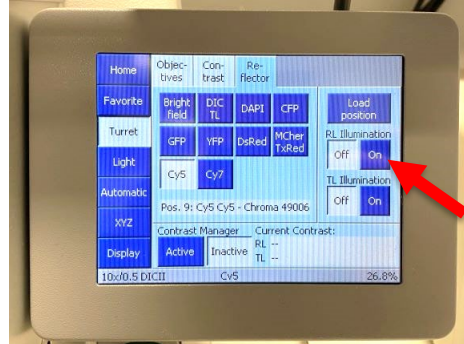 Home
Favorite
Turret
Light
Automatic
XYZ
Display
Objec-
tives
Con-
trast
Re-
flector
Bright
field
DIC
TL
DAPI
CFP
GFP
YFP
DsRed
MCher
TxRed
Cy5
Cy7
Pos. 9: Cy5 Cy5 - Chroma 49006
Load
position
RL Illumination
Off
On
TL Illumination
Off
On
Contrast Manager
Active
Inactive
Current Contrast:
RL --
TL --
10x/0.5 DICII
Cy5
26.8%